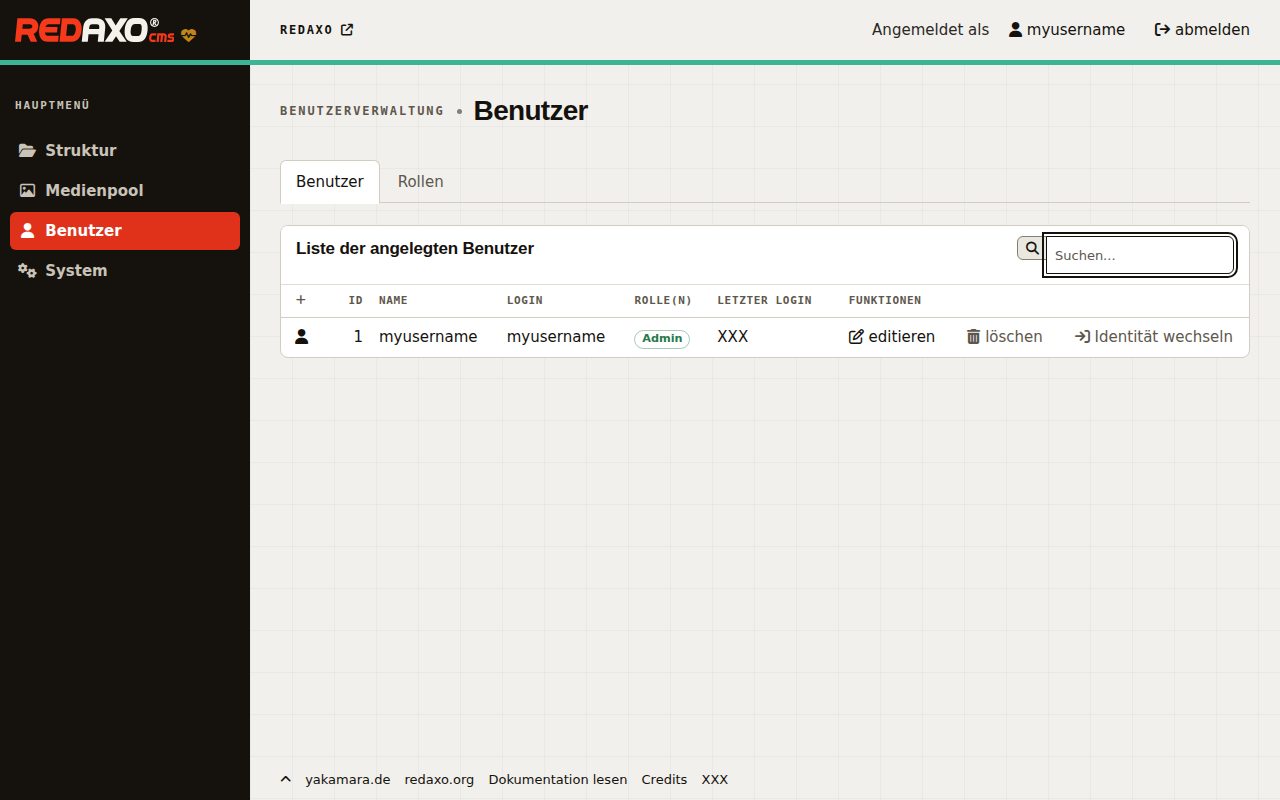 REDAXO® cms
REDAXO
Angemeldet als myusername abmelden
HAUPTMENÜ
Struktur
Medienpool
Benutzer
System
BENUTZERVERWALTUNG • Benutzer
Benutzer Rollen
Liste der angelegten Benutzer
Suchen...
+ ID NAME LOGIN ROLLE(N) LETZTER LOGIN FUNKTIONEN
1 myusername myusername Admin XXX editieren löschen Identität wechseln
yakamara.de redaxo.org Dokumentation lesen Credits XXX